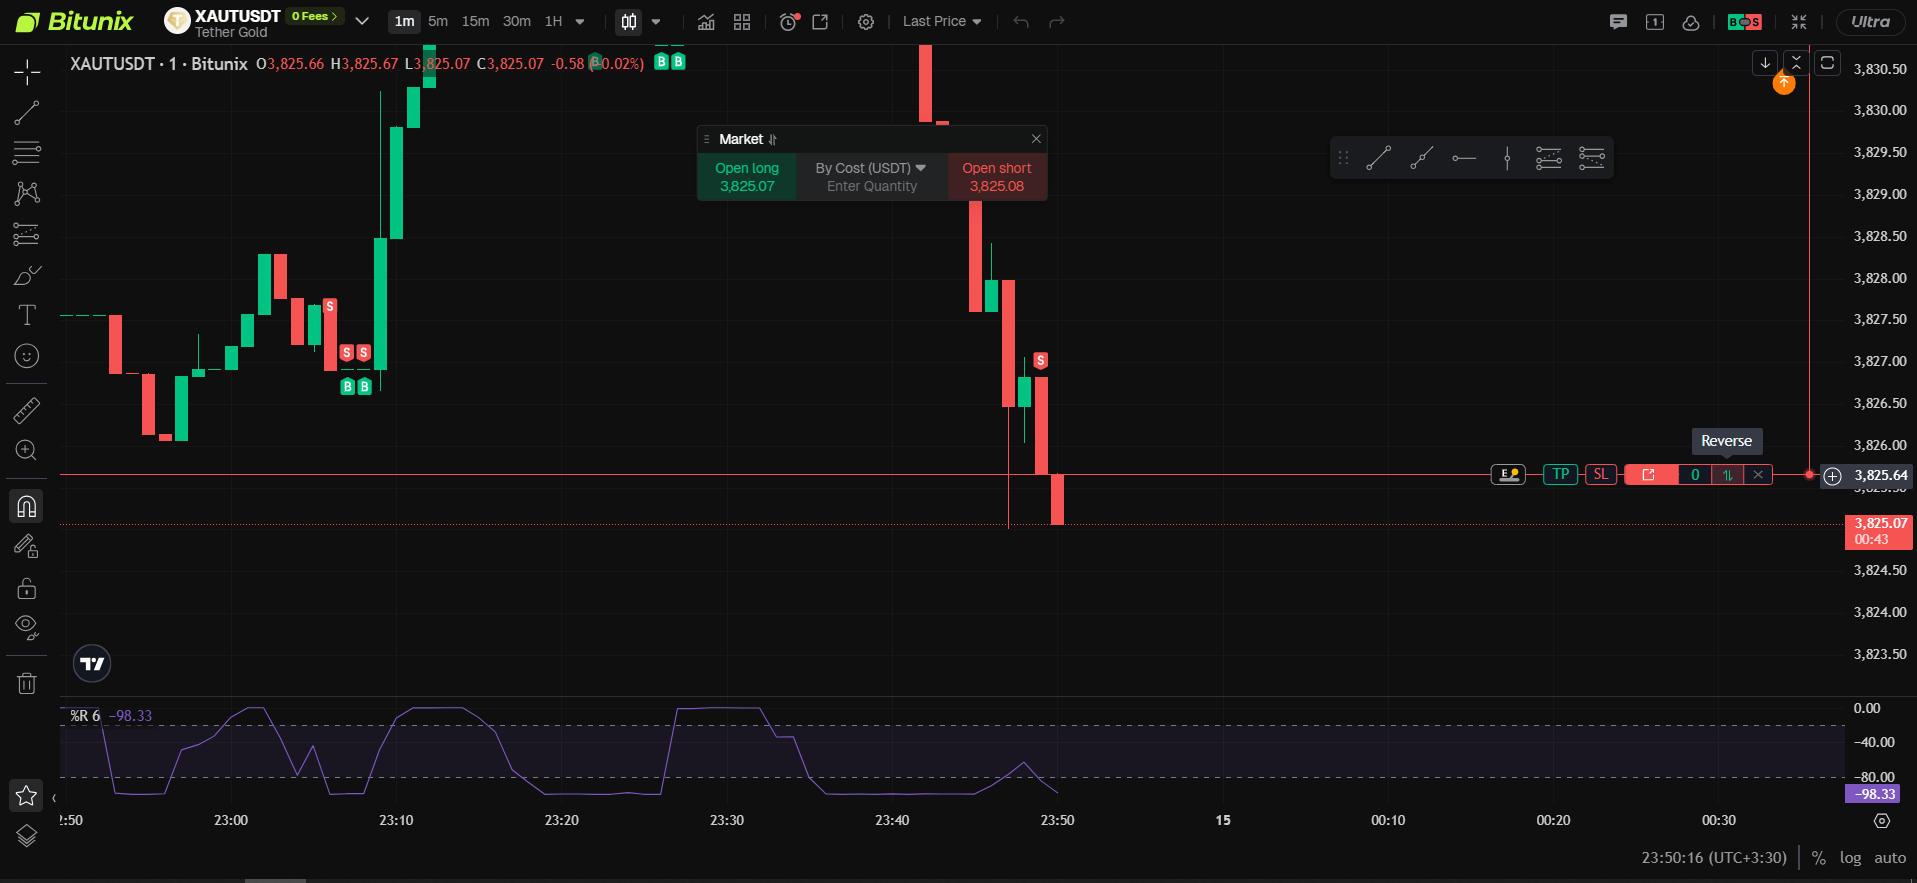 Bitunix
XAUTUSDT 0 Fees >
Tether Gold
1m 5m 15m 30m 1H
Last Price
1
B S
Ultra
XAUTUSDT · 1 · Bitunix O3,825.66 H3,825.67 L3,825.07 C3,825.07 -0.58 (-0.02%)
B B B
Market
Open long By Cost (USDT) Open short
3,825.07 Enter Quantity 3,825.08
S
S S
B B
S
Reverse
E TP SL 0
3,830.50
3,830.00
3,829.50
3,829.00
3,828.50
3,828.00
3,827.50
3,827.00
3,826.50
3,826.00
3,825.64
3,825.07
00:43
3,824.50
3,824.00
3,823.50
%R 6 −98.33
0.00
−40.00
−80.00
−98.33
:50 23:00 23:10 23:20 23:30 23:40 23:50 15 00:10 00:20 00:30
23:50:16 (UTC+3:30) % log auto